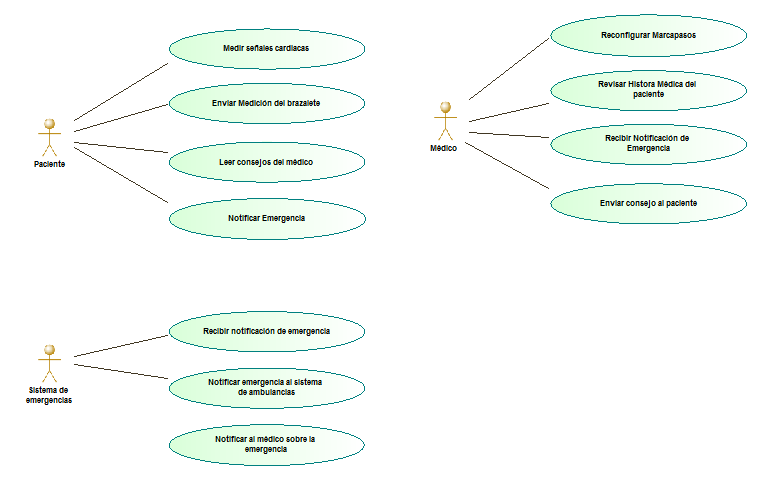 Medir señales cardiacas
Enviar Medición del brazalete
Paciente
Leer consejos del médico
Notificar Emergencia
Reconfigurar Marcapasos
Revisar Histora Médica del
paciente
Médico
Recibir Notificación de
Emergencia
Enviar consejo al paciente
Recibir notificación de emergencia
Sistema de
emergencias
Notificar emergencia al sistema
de ambulancias
Notificar al médico sobre la
emergencia